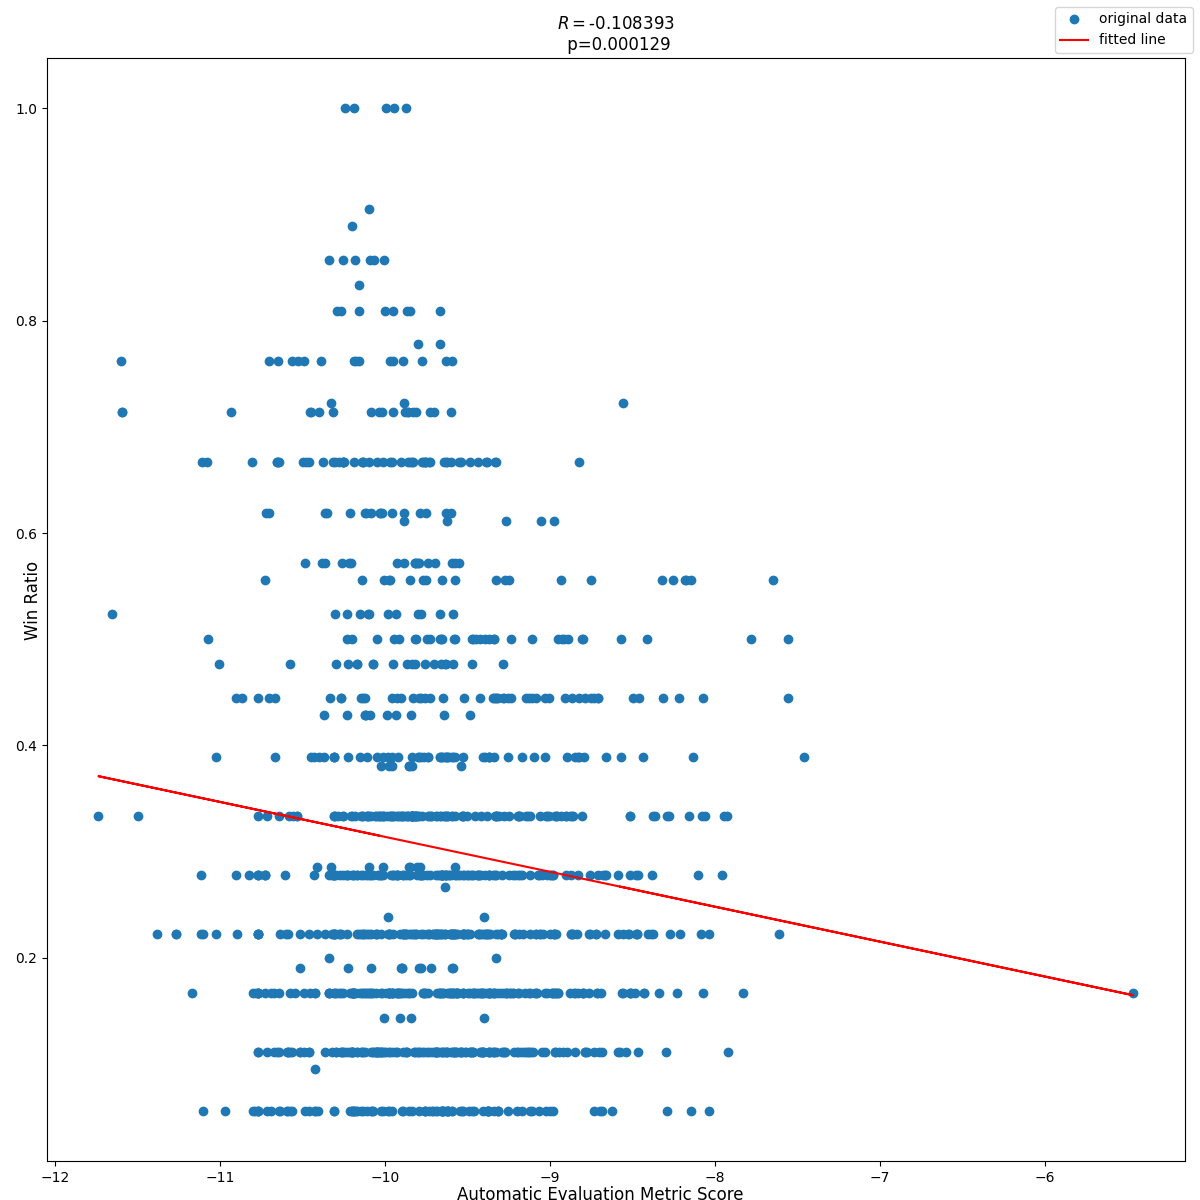 R = -0.108393
p=0.000129
original data
fitted line
1.0
0.8
0.6
0.4
0.2
Win Ratio
−12
−11
−10
−9
−8
−7
−6
Automatic Evaluation Metric Score